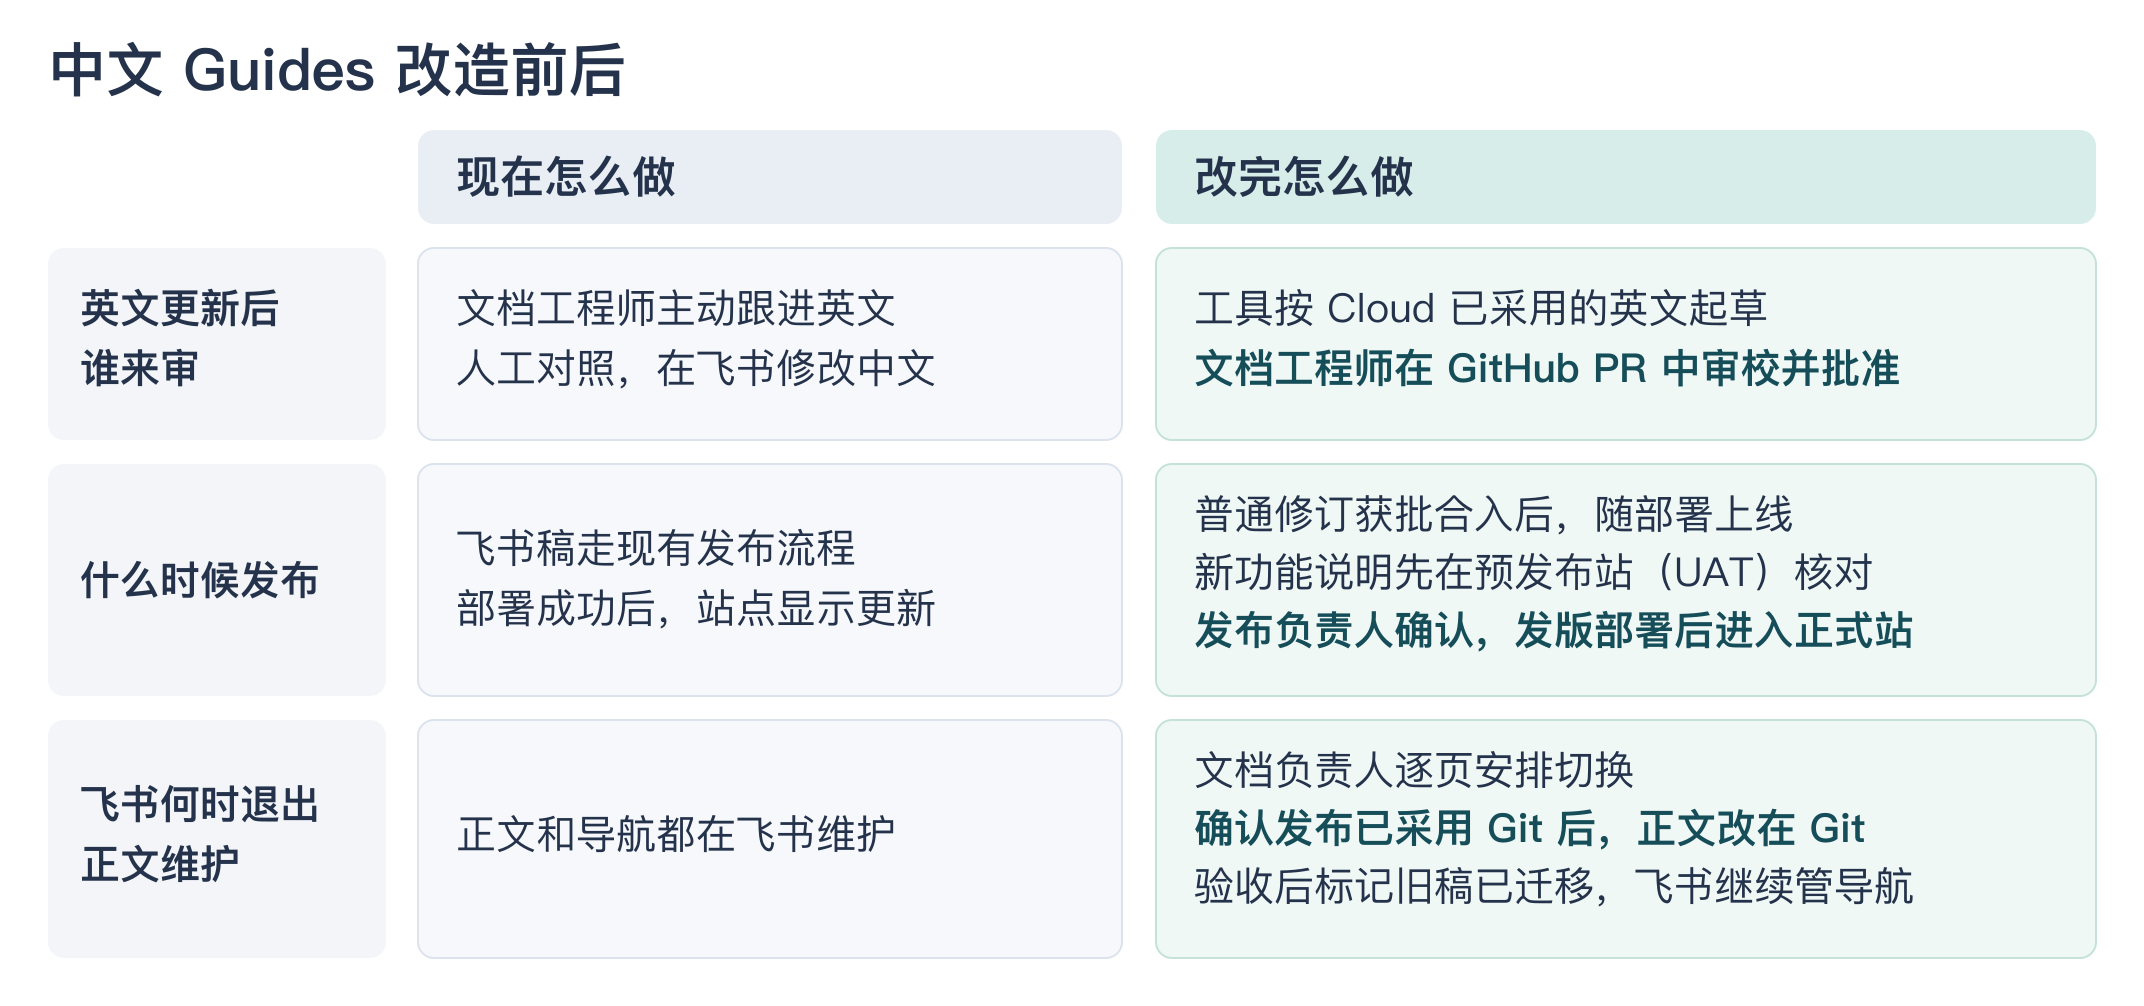 中文 Guides 改造前后
现在怎么做
改完怎么做
英文更新后
谁来审
文档工程师主动跟进英文
人工对照，在飞书修改中文
工具按 Cloud 已采用的英文起草
文档工程师在 GitHub PR 中审校并批准
什么时候发布
飞书稿走现有发布流程
部署成功后，站点显示更新
普通修订获批合入后，随部署上线
新功能说明先在预发布站（UAT）核对
发布负责人确认，发版部署后进入正式站
飞书何时退出
正文维护
正文和导航都在飞书维护
文档负责人逐页安排切换
确认发布已采用 Git 后，正文改在 Git
验收后标记旧稿已迁移，飞书继续管导航